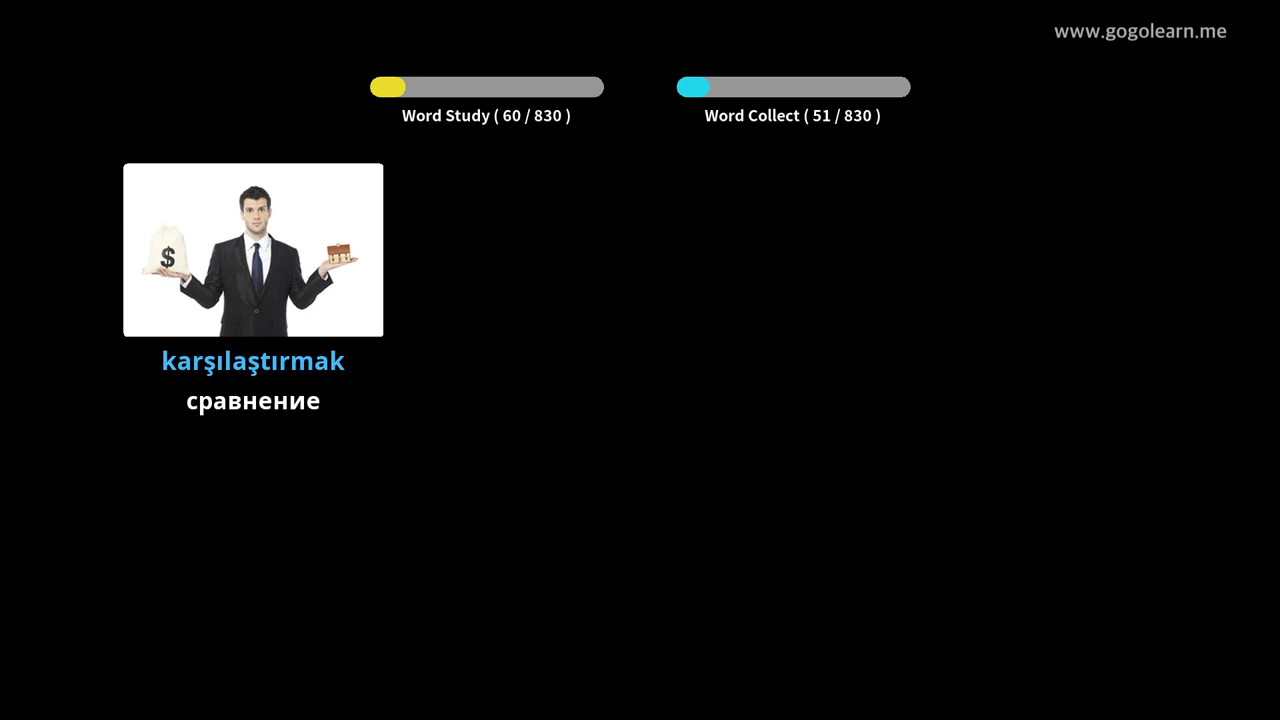 www.gogolearn.me
Word Study ( 60 / 830 )
Word Collect ( 51 / 830 )
$
karşılaştırmak
сравнение